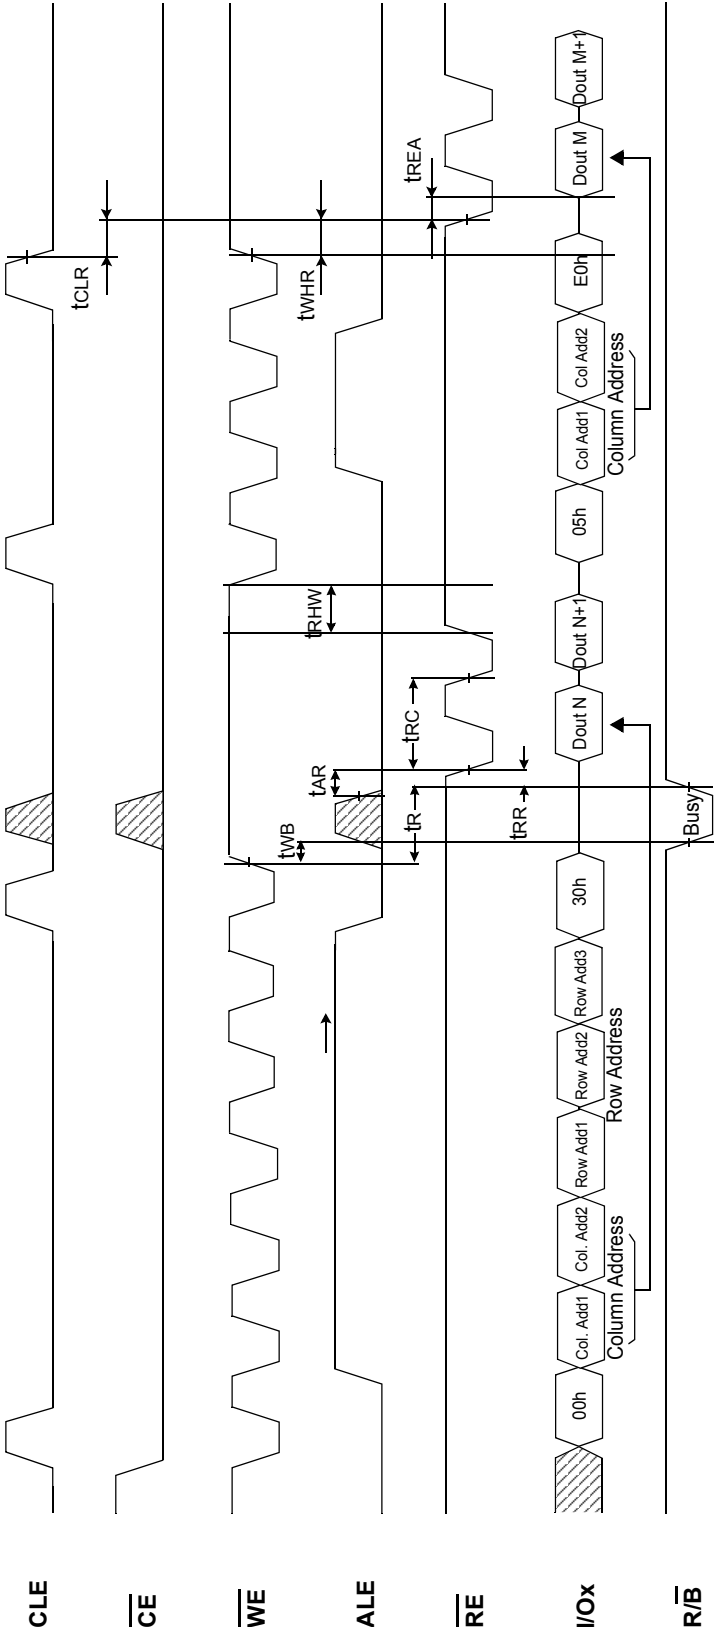 CLE
CE
WE
ALE
RE
I/Ox
R/B
tCLR
tWHR
tREA
tRHW
tRC
tAR
tWB
tR
tRR
00h
Col. Add1
Col. Add2
Row Add1
Row Add2
Row Add3
30h
Dout N
Dout N+1
05h
Col Add1
Col Add2
E0h
Dout M
Dout M+1
Column Address
Row Address
Column Address
Busy